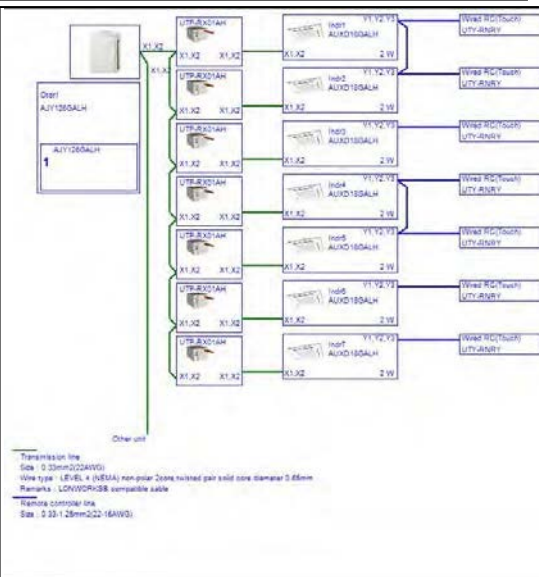 X1,X2
X1,X2
Otdr1
AJY126GALH
AJY126GALH
1
UTP-RX01AH
X1,X2 X1,X2
Indr1
AUXD18GALH
Y1,Y2,Y3
X1,X2 2 W
Wired RC(Touch)
UTY-RNRY
UTP-RX01AH
X1,X2 X1,X2
Indr2
AUXD18GALH
Y1,Y2,Y3
X1,X2 2 W
Wired RC(Touch)
UTY-RNRY
UTP-RX01AH
X1,X2 X1,X2
Indr3
AUXD18GALH
Y1,Y2,Y3
X1,X2 2 W
Wired RC(Touch)
UTY-RNRY
UTP-RX01AH
X1,X2 X1,X2
Indr4
AUXD18GALH
Y1,Y2,Y3
X1,X2 2 W
Wired RC(Touch)
UTY-RNRY
UTP-RX01AH
X1,X2 X1,X2
Indr5
AUXD18GALH
Y1,Y2,Y3
X1,X2 2 W
Wired RC(Touch)
UTY-RNRY
UTP-RX01AH
X1,X2 X1,X2
Indr6
AUXD18GALH
Y1,Y2,Y3
X1,X2 2 W
Wired RC(Touch)
UTY-RNRY
UTP-RX01AH
X1,X2 X1,X2
Indr7
AUXD18GALH
Y1,Y2,Y3
X1,X2 2 W
Wired RC(Touch)
UTY-RNRY
Other unit
Transmission line
Size : 0.33mm2(22AWG)
Wire type : LEVEL 4 (NEMA) non-polar 2core, twisted pair solid core diameter 0.65mm
Remarks : LONWORKS® compatible cable
Remote controller line
Size : 0.33-1.25mm2(22-16AWG)